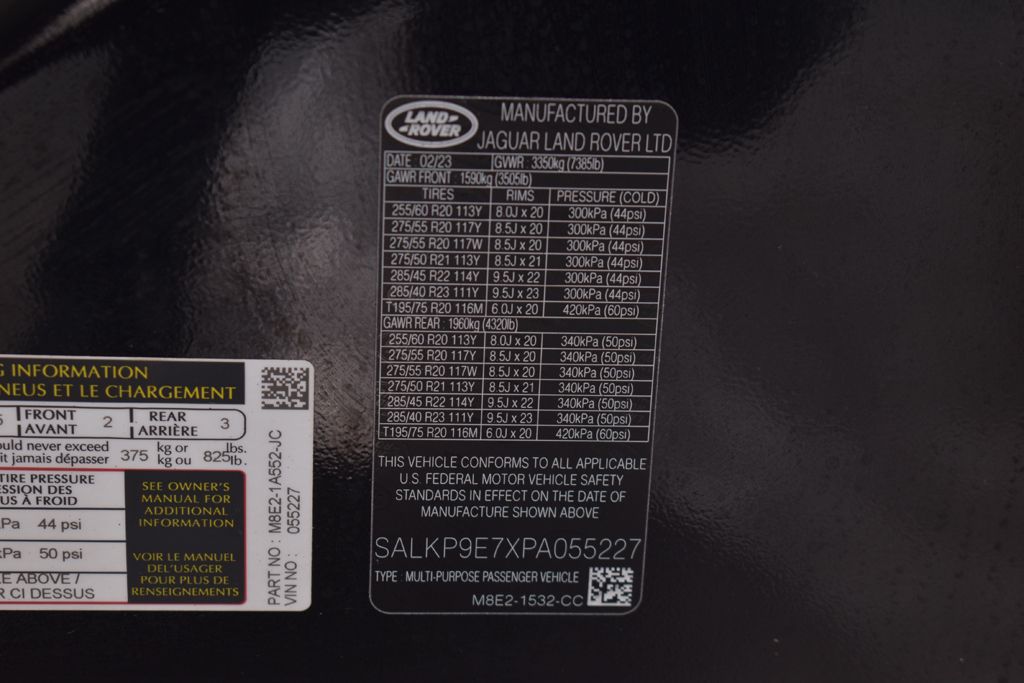 LAND
ROVER
MANUFACTURED BY
JAGUAR LAND ROVER LTD
DATE 02/23 GVWR : 3350kg (7385lb)
GAWR FRONT : 1590kg (3505lb)
TIRES RIMS PRESSURE (COLD)
255/60 R20 113Y 8.0J x 20 300kPa (44psi)
275/55 R20 117Y 8.5J x 20 300kPa (44psi)
275/55 R20 117W 8.5J x 20 300kPa (44psi)
275/50 R21 113Y 8.5J x 21 300kPa (44psi)
285/45 R22 114Y 9.5J x 22 300kPa (44psi)
285/40 R23 111Y 9.5J x 23 300kPa (44psi)
T195/75 R20 116M 6.0J x 20 420kPa (60psi)
GAWR REAR : 1960kg (4320lb)
255/60 R20 113Y 8.0J x 20 340kPa (50psi)
275/55 R20 117Y 8.5J x 20 340kPa (50psi)
275/55 R20 117W 8.5J x 20 340kPa (50psi)
275/50 R21 113Y 8.5J x 21 340kPa (50psi)
285/45 R22 114Y 9.5J x 22 340kPa (50psi)
285/40 R23 111Y 9.5J x 23 340kPa (50psi)
T195/75 R20 116M 6.0J x 20 420kPa (60psi)
THIS VEHICLE CONFORMS TO ALL APPLICABLE
U.S. FEDERAL MOTOR VEHICLE SAFETY
STANDARDS IN EFFECT ON THE DATE OF
MANUFACTURE SHOWN ABOVE
SALKP9E7XPA055227
TYPE : MULTI-PURPOSE PASSENGER VEHICLE
M8E2-1532-CC
G INFORMATION
NEUS ET LE CHARGEMENT
5 FRONT 2 REAR 3
AVANT ARRIÈRE
ould never exceed 375 kg or 825 lbs.
it jamais dépasser kg ou lb.
TIRE PRESSURE
ESSION DES
US À FROID
kPa 44 psi
kPa 50 psi
EE ABOVE /
R CI DESSUS
SEE OWNER'S
MANUAL FOR
ADDITIONAL
INFORMATION
VOIR LE MANUEL
DEL'USAGER
POUR PLUS DE
RENSEIGNEMENTS
PART NO : M8E2-1A552-JC
VIN NO : 055227